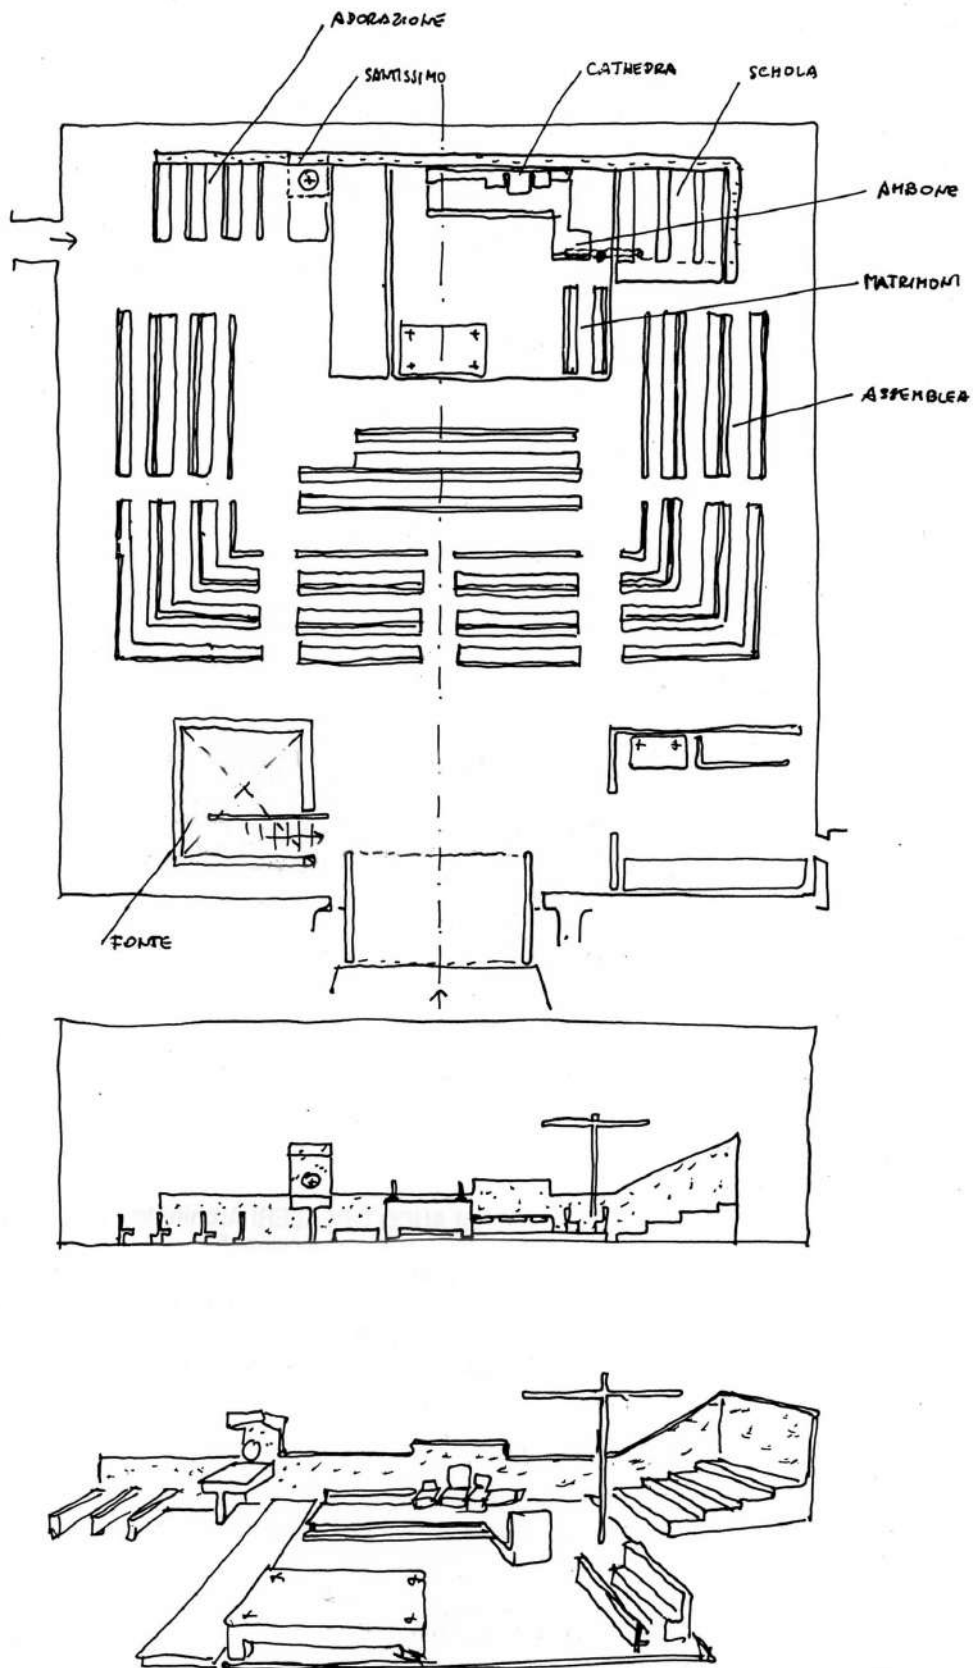 ADORAZIONE
SANTISSIMO
CATHEDRA
SCHOLA
AMBONE
MATRIMONI
ASSEMBLEA
FONTE